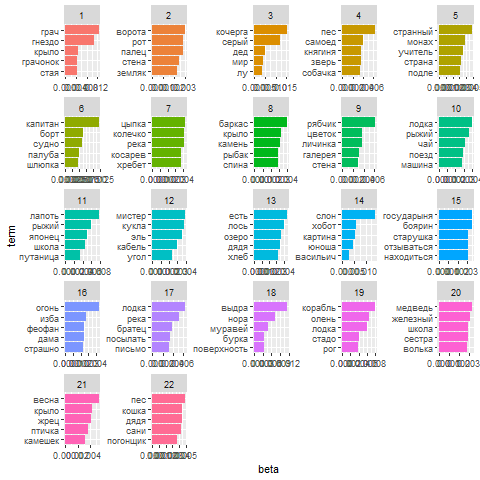 1 2 3 4 5
грач ворота кочерга пес странный
гнездо рот серый самоед монах
крыло палец дед княгиня учитель
грачонок стена мир зверь страна
стая земляк лу собачка подле
6 7 8 9 10
капитан цыпка баркас рябчик лодка
борт колечко крыло цветок рыжий
судно река камень личинка чай
палуба косарев рыбак галерея поезд
шлюпка хребет спина стена машина
11 12 13 14 15
лапоть мистер есть слон государыня
рыжий кукла лось хобот боярин
японец эль озеро картина старушка
школа кабель дядя юноша отзываться
путаница угол хлеб васильич находиться
16 17 18 19 20
огонь лодка выдра корабль медведь
изба река нора олень железный
феофан братец муравей лодка школа
дама посылать бурка стадо сестра
страшно письмо поверхность рог волька
21 22
весна пес
крыло кошка
жрец дядя
птичка сани
камешек погонщик
term
beta